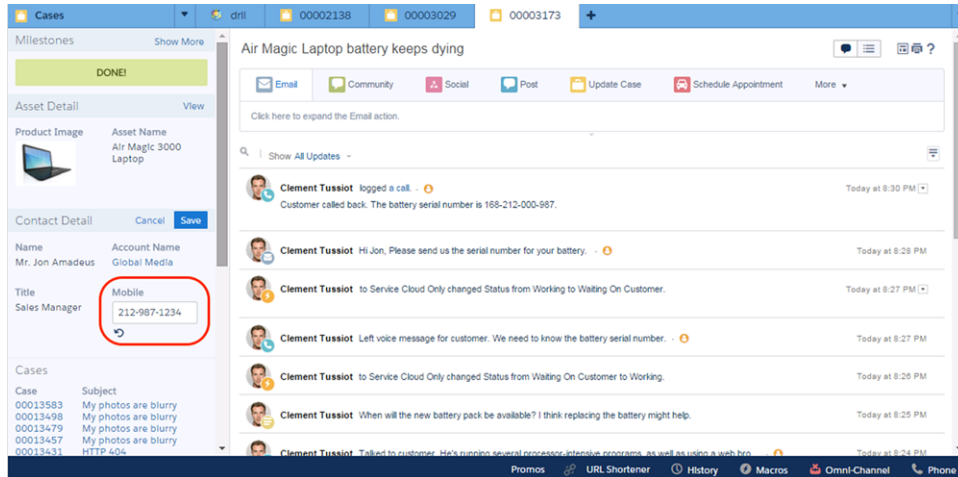 Cases
dril
00002138
00003029
00003173
+
Milestones
Show More
DONE!
Asset Detail
View
Product Image
Asset Name
Air Magic 3000
Laptop
Contact Detail
Cancel
Save
Name
Account Name
Mr. Jon Amadeus
Global Media
Title
Mobile
Sales Manager
212-987-1234
Cases
Case
Subject
00013583
My photos are blurry
00013498
My photos are blurry
00013479
My photos are blurry
00013457
My photos are blurry
00013431
HTTP 404
Air Magic Laptop battery keeps dying
?
Email
Community
Social
Post
Update Case
Schedule Appointment
More
Click here to expand the Email action.
Show All Updates
Clement Tussiot logged a call.
Today at 8:30 PM
Customer called back. The battery serial number is 168-212-000-987.
Clement Tussiot Hi Jon, Please send us the serial number for your battery.
Today at 8:28 PM
Clement Tussiot to Service Cloud Only changed Status from Working to Waiting On Customer.
Today at 8:27 PM
Clement Tussiot Left voice message for customer. We need to know the battery serial number.
Today at 8:27 PM
Clement Tussiot to Service Cloud Only changed Status from Waiting On Customer to Working.
Today at 8:26 PM
Clement Tussiot When will the new battery pack be available? I think replacing the battery might help.
Today at 8:25 PM
Clement Tussiot Talked to customer. He's running several processor-intensive programs, as well as using a web bro...
Today at 8:24 PM
Promos
URL Shortener
History
Macros
Omni-Channel
Phone